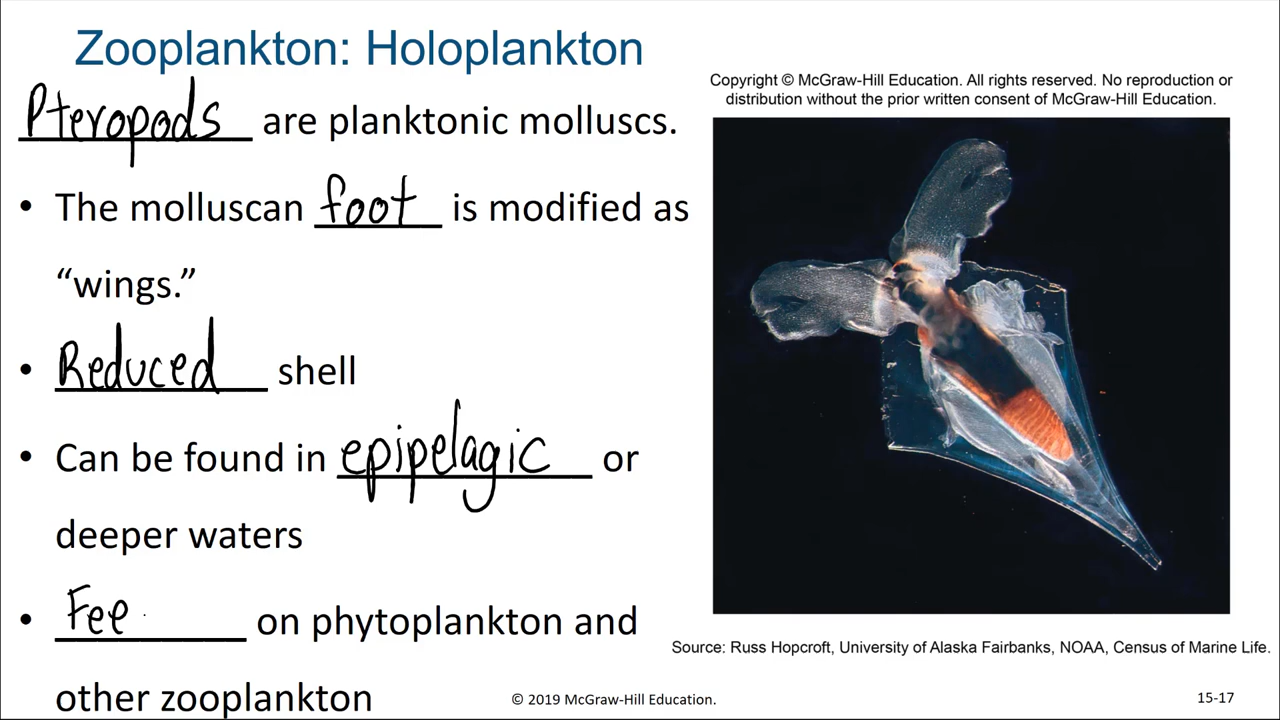 Zooplankton: Holoplankton
Pteropods are planktonic molluscs.
• The molluscan foot is modified as
“wings.”
• Reduced shell
• Can be found in epipelagic or
deeper waters
• Fee on phytoplankton and
other zooplankton
Copyright © McGraw-Hill Education. All rights reserved. No reproduction or
distribution without the prior written consent of McGraw-Hill Education.
Source: Russ Hopcroft, University of Alaska Fairbanks, NOAA, Census of Marine Life.
© 2019 McGraw-Hill Education.
15-17